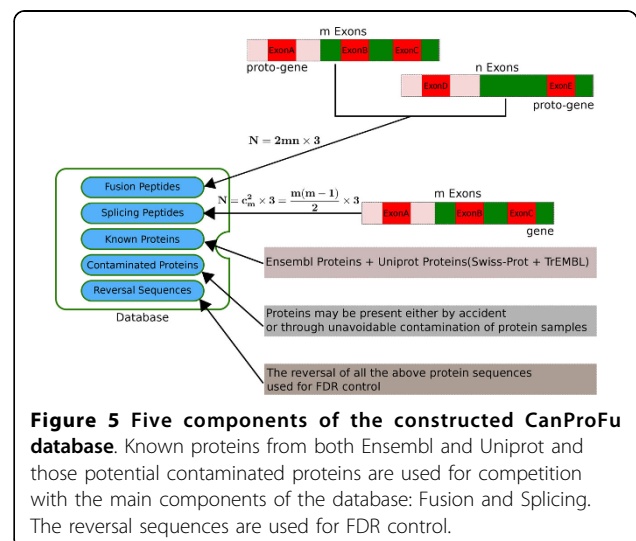 m Exons
ExonA ExonB ExonC
proto-gene
n Exons
ExonD ExonE
proto-gene
N = 2mn × 3
Fusion Peptides
N = c²ₘ × 3 = m(m − 1)/2 × 3
m Exons
Splicing Peptides
ExonA ExonB ExonC
gene
Known Proteins
Ensembl Proteins + Uniprot Proteins(Swiss-Prot + TrEMBL)
Contaminated Proteins
Reversal Sequences
Database
Proteins may be present either by accident
or through unavoidable contamination of protein samples
The reversal of all the above protein sequences
used for FDR control
Figure 5 Five components of the constructed CanProFu
database. Known proteins from both Ensembl and Uniprot and
those potential contaminated proteins are used for competition
with the main components of the database: Fusion and Splicing.
The reversal sequences are used for FDR control.